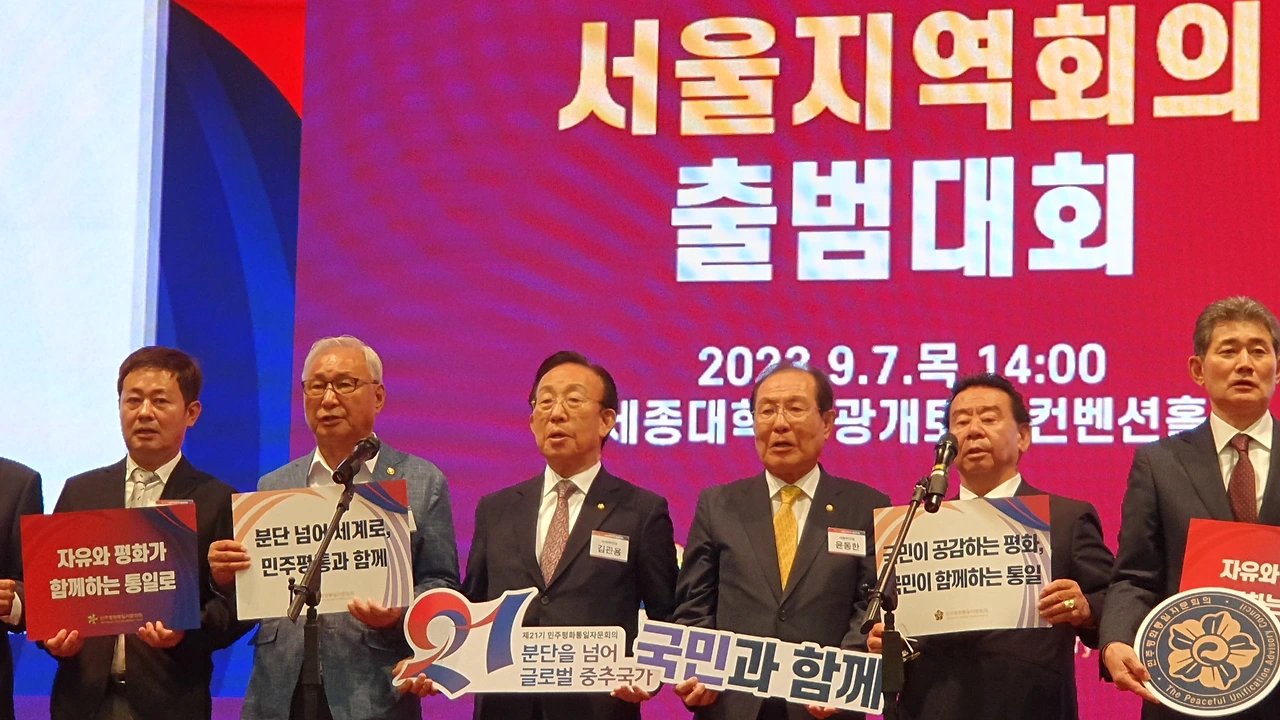 서울지역회의
출범대회
2023.9.7.목 14:00
세종대학 광개토 컨벤션홀
자유와 평화가
함께하는 통일로
분단 넘어 세계로,
민주평통과 함께
김관용
윤동한
국민이 공감하는 평화,
국민이 함께하는 통일
자유와
21
제21기 민주평화통일자문회의
분단을 넘어
글로벌 중추국가
국민과 함께
민주평화통일자문회의
The Peaceful Unification Advisory Council